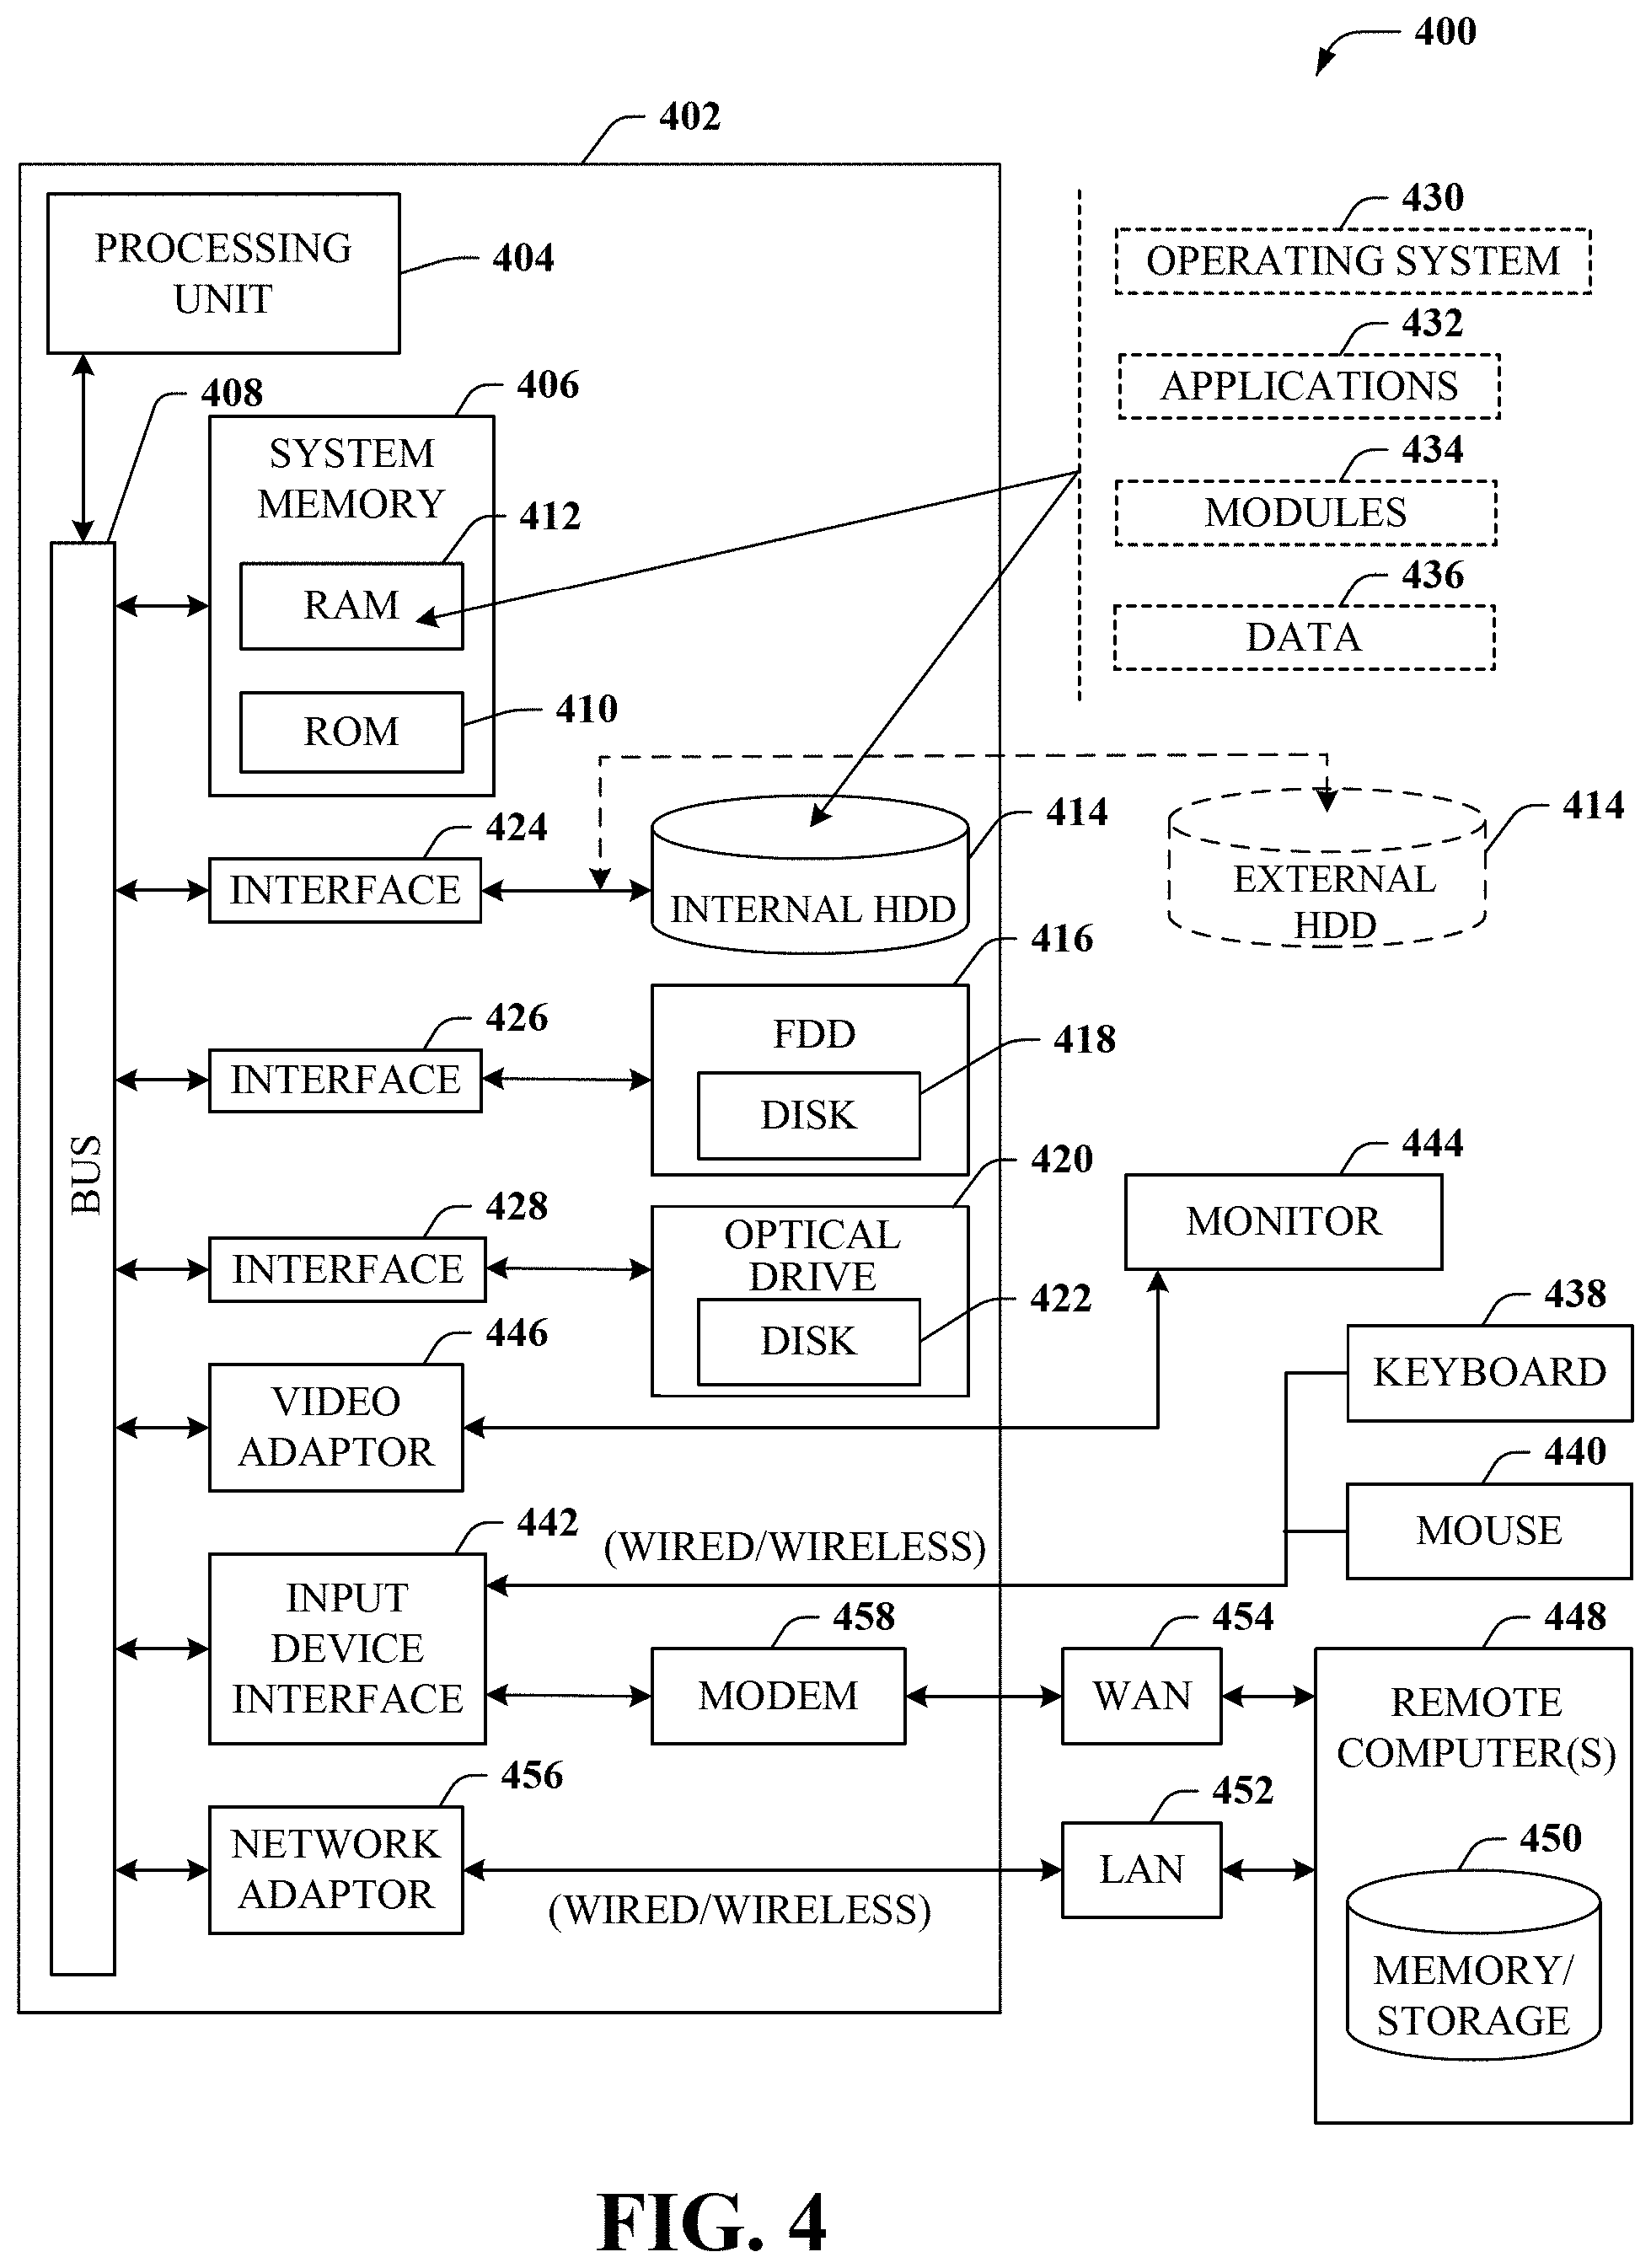 400
402
PROCESSING
UNIT
404
430
OPERATING SYSTEM
432
APPLICATIONS
434
MODULES
436
DATA
408
406
SYSTEM
MEMORY
412
RAM
410
ROM
424
INTERFACE
414
INTERNAL HDD
414
EXTERNAL
HDD
416
FDD
418
DISK
426
INTERFACE
BUS
420
OPTICAL
DRIVE
422
DISK
428
INTERFACE
444
MONITOR
446
VIDEO
ADAPTOR
438
KEYBOARD
440
MOUSE
442
INPUT
DEVICE
INTERFACE
(WIRED/WIRELESS)
458
MODEM
454
WAN
448
REMOTE
COMPUTER(S)
456
NETWORK
ADAPTOR
(WIRED/WIRELESS)
452
LAN
450
MEMORY/
STORAGE
FIG. 4